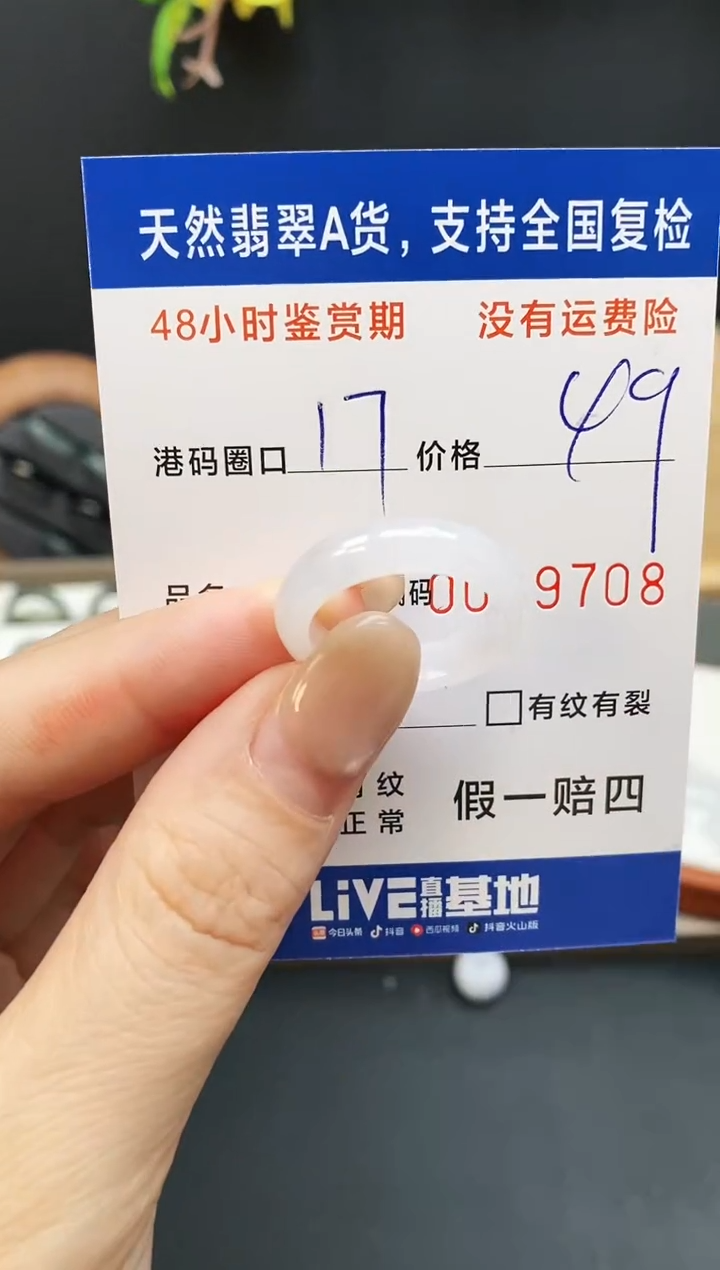 天然翡翠A货，支持全国复检
48小时鉴赏期 没有运费险
港码圈口 17 价格 49
码 9708
□有纹有裂
纹
正常 假一赔四
LiVE直播基地
今日头条 抖音 西瓜视频 抖音火山版